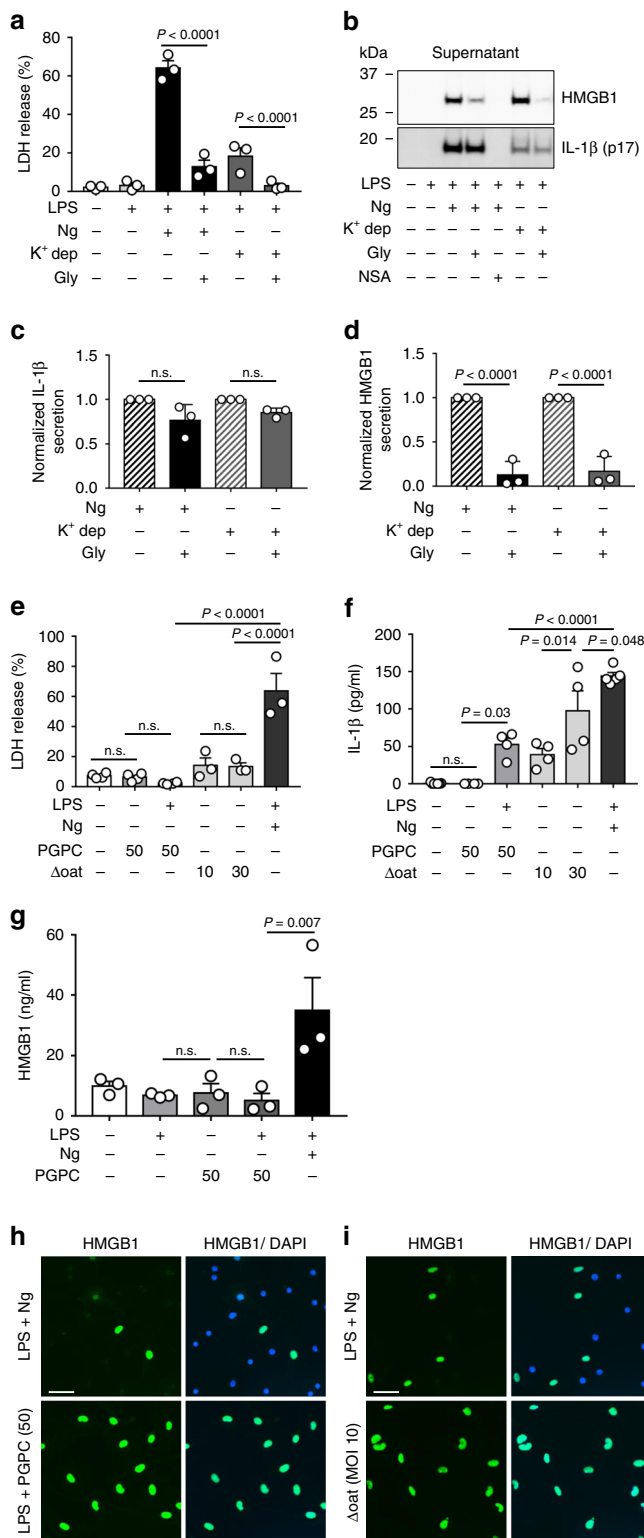 a
P < 0.0001
P < 0.0001
LDH release (%)
80
60
40
20
0
LPS – + + + + +
Ng – – + + – –
K+ dep – – – – + +
Gly – – – + – +
b
kDa Supernatant
37
25
20
HMGB1
IL-1β (p17)
LPS – + + + + + +
Ng – – + + + – –
K+ dep – – – – – + +
Gly – – – + – – +
NSA – – – – + – –
c
n.s. n.s.
Normalized IL-1β
secretion
1.5
1.0
0.5
0
Ng + + – –
K+ dep – – + +
Gly – + – +
d
P < 0.0001 P < 0.0001
Normalized HMGB1
secretion
1.5
1.0
0.5
0
Ng + + – –
K+ dep – – + +
Gly – + – +
e
P < 0.0001
P < 0.0001
n.s. n.s. n.s.
LDH release (%)
100
80
60
40
20
0
LPS – – + – – +
Ng – – – – – +
PGPC – 50 50 – – –
Δoat – – – 10 30 –
f
P < 0.0001
P = 0.014 P = 0.048
P = 0.03
n.s.
IL-1β (pg/ml)
200
150
100
50
0
LPS – – + – – +
Ng – – – – – +
PGPC – 50 50 – – –
Δoat – – – 10 30 –
g
P = 0.007
n.s. n.s.
HMGB1 (ng/ml)
60
40
20
0
LPS – + – + +
Ng – – – – +
PGPC – – 50 50 –
h
HMGB1 HMGB1/ DAPI
LPS + Ng
LPS + PGPC (50)
i
HMGB1 HMGB1/ DAPI
LPS + Ng
Δoat (MOI 10)